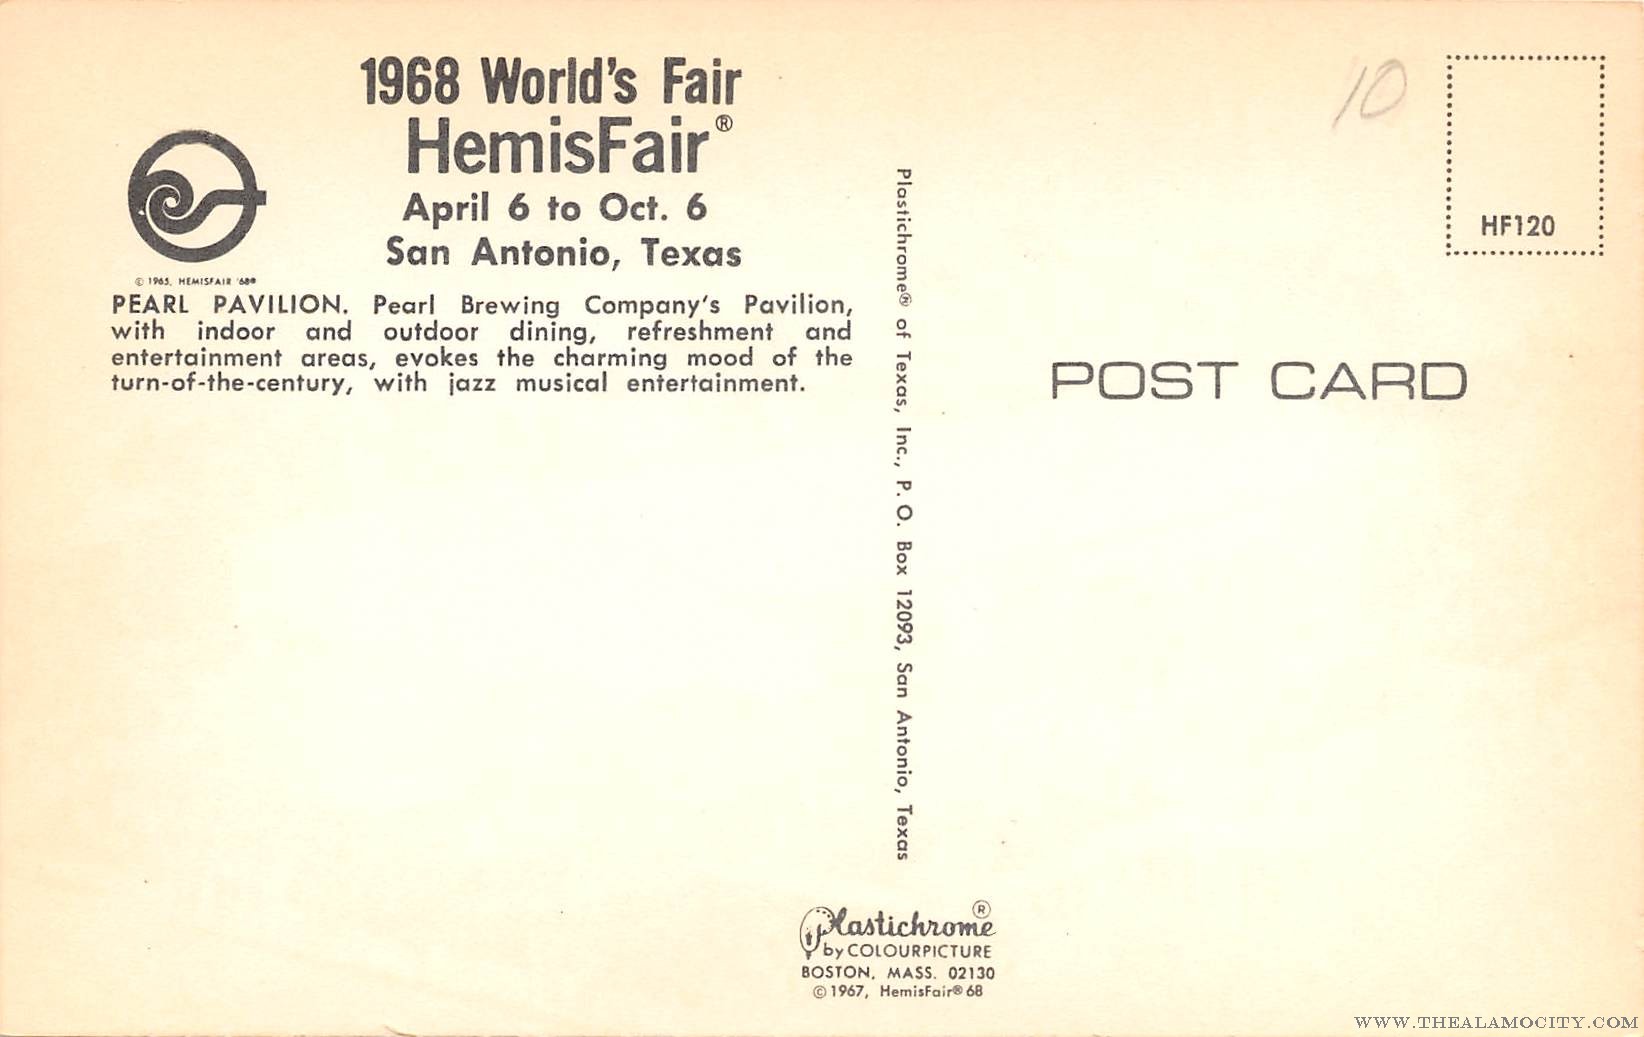 1968 World's Fair
HemisFair®
April 6 to Oct. 6
San Antonio, Texas
© 1965, HEMISFAIR '68®
PEARL PAVILION. Pearl Brewing Company's Pavilion,
with indoor and outdoor dining, refreshment and
entertainment areas, evokes the charming mood of the
turn-of-the-century, with jazz musical entertainment.
Plastichrome® of Texas, Inc., P. O. Box 12093, San Antonio, Texas
10
HF120
POST CARD
Plastichrome®
by COLOURPICTURE
BOSTON, MASS. 02130
© 1967, HemisFair® 68
WWW.THEALAMOCITY.COM